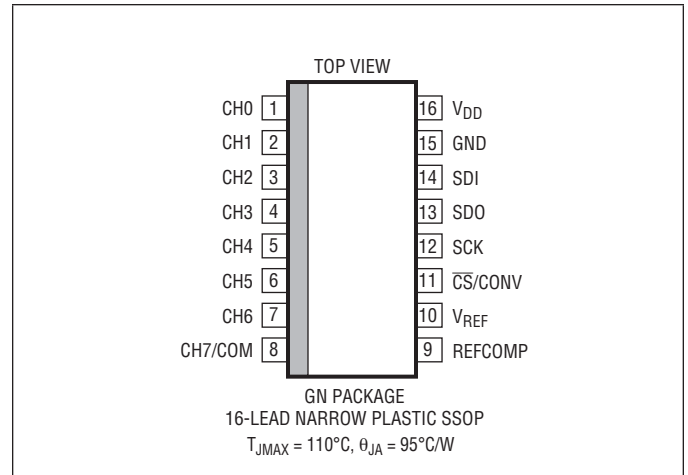 TOP VIEW
CH0 1
CH1 2
CH2 3
CH3 4
CH4 5
CH5 6
CH6 7
CH7/COM 8
16 VDD
15 GND
14 SDI
13 SDO
12 SCK
11 C̅S̅/CONV
10 VREF
9 REFCOMP
GN PACKAGE
16-LEAD NARROW PLASTIC SSOP
TJMAX = 110°C, θJA = 95°C/W